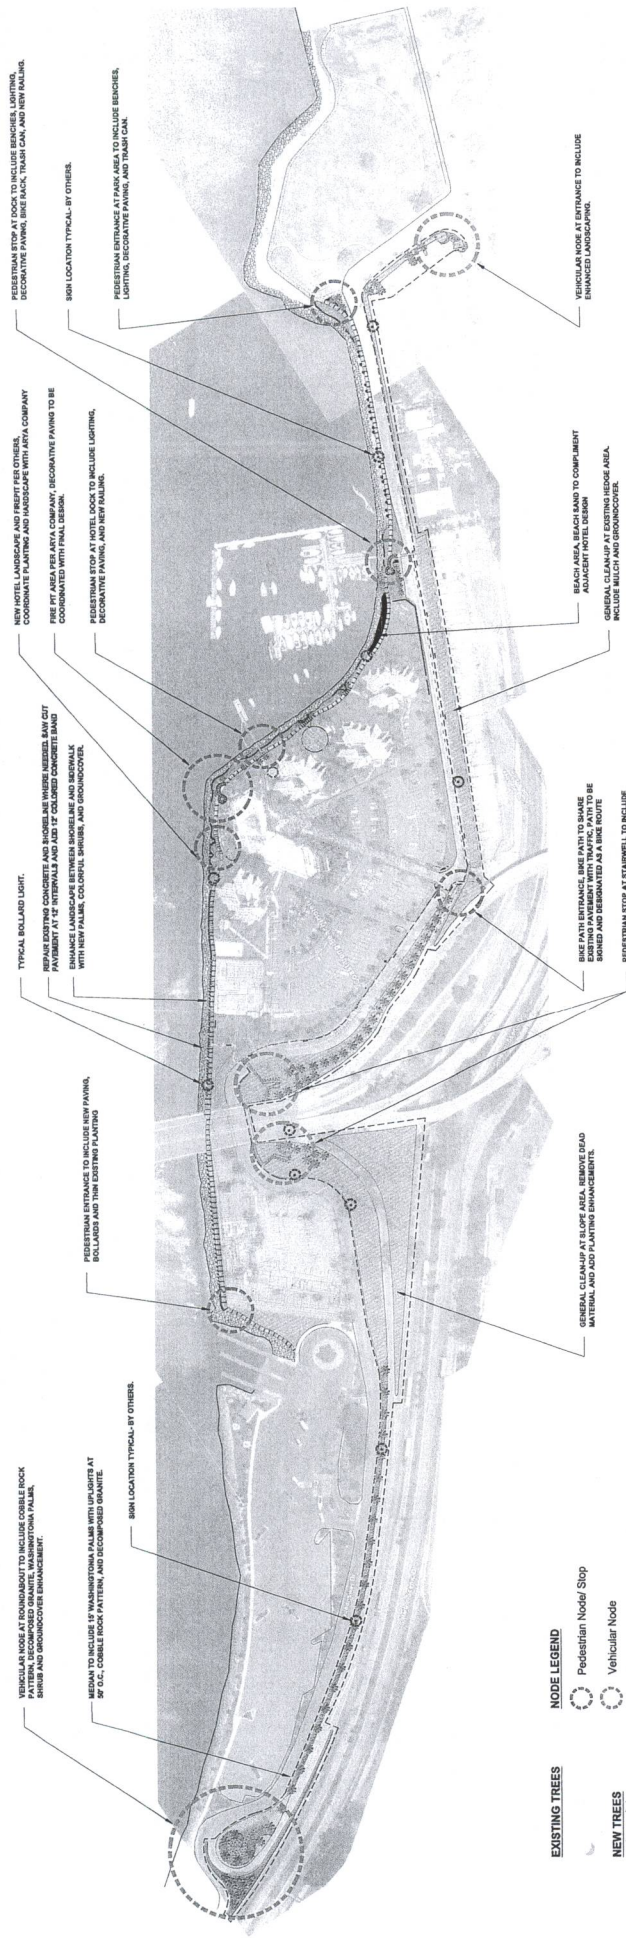 VEHICULAR NODE AT ROUNDABOUT TO INCLUDE COBBLE ROCK
PATTERN, DECOMPOSED GRANITE, WASHINGTONIA PALMS,
SHRUB AND GROUNDCOVER ENHANCEMENT.
MEDIAN TO INCLUDE 15' WASHINGTONIA PALMS WITH UPLIGHTS AT
50' O.C., COBBLE ROCK PATTERN, AND DECOMPOSED GRANITE.
SIGN LOCATION TYPICAL- BY OTHERS.
PEDESTRIAN ENTRANCE TO INCLUDE NEW PAVING,
BOLLARDS AND THIN EXISTING PLANTING
TYPICAL BOLLARD LIGHT.
REPAIR EXISTING CONCRETE AND SHORELINE WHERE NEEDED. SAW CUT
PAVEMENT AT 12' INTERVALS AND ADD 12" COLORED CONCRETE BAND
ENHANCE LANDSCAPE BETWEEN SHORELINE AND SIDEWALK
WITH NEW PALMS, COLORFUL SHRUBS, AND GROUNDCOVER.
NEW HOTEL LANDSCAPE AND FIREPIT PER OTHERS,
COORDINATE PLANTING AND HARDSCAPE WITH ARYA COMPANY
FIRE PIT AREA PER ARYA COMPANY, DECORATIVE PAVING TO BE
COORDINATED WITH FINAL DESIGN.
PEDESTRIAN STOP AT HOTEL DOCK TO INCLUDE LIGHTING,
DECORATIVE PAVING, AND NEW RAILING.
PEDESTRIAN STOP AT DOCK TO INCLUDE BENCHES, LIGHTING,
DECORATIVE PAVING, BIKE RACK, TRASH CAN, AND NEW RAILING.
SIGN LOCATION TYPICAL- BY OTHERS.
PEDESTRIAN ENTRANCE AT PARK AREA TO INCLUDE BENCHES,
LIGHTING, DECORATIVE PAVING, AND TRASH CAN.
GENERAL CLEAN-UP AT SLOPE AREA. REMOVE DEAD
MATERIAL AND ADD PLANTING ENHANCEMENTS.
BIKE PATH ENTRANCE, BIKE PATH TO SHARE
EXISTING PAVEMENT WITH TRAFFIC, PATH TO BE
SIGNED AND DESIGNATED AS A BIKE ROUTE
PEDESTRIAN STOP AT STAIRWELL TO INCLUDE
BEACH AREA, BEACH SAND TO COMPLIMENT
ADJACENT HOTEL DESIGN
GENERAL CLEAN-UP AT EXISTING HEDGE AREA.
INCLUDE MULCH AND GROUNDCOVER.
VEHICULAR NODE AT ENTRANCE TO INCLUDE
ENHANCED LANDSCAPING.
EXISTING TREES
NEW TREES
NODE LEGEND
Pedestrian Node/ Stop
Vehicular Node